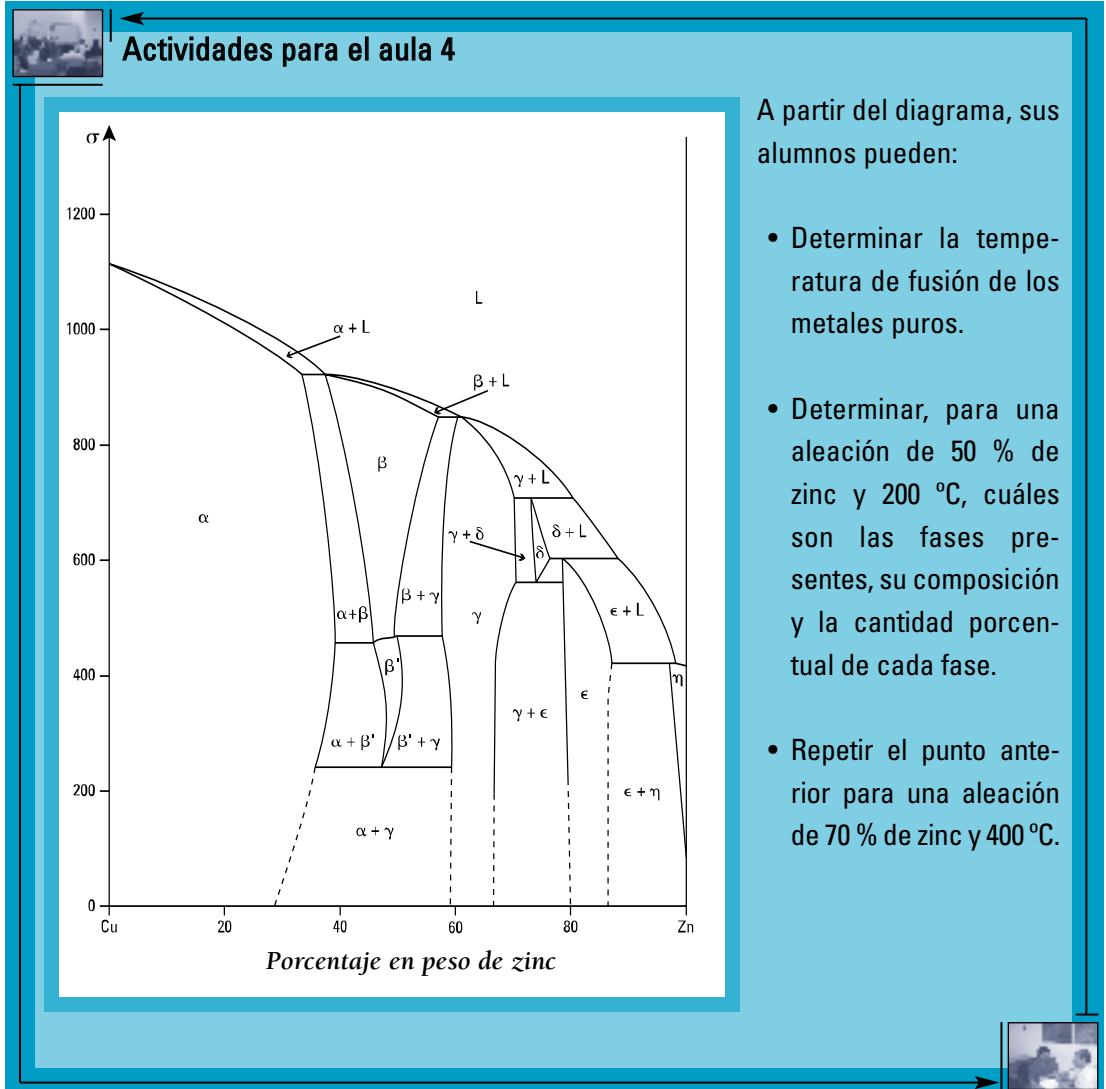 Actividades para el aula 4
σ
1200
1000
800
600
400
200
0
L
α + L
β + L
β
α
γ + L
γ + δ
δ
δ + L
α+β
β + γ
γ
ϵ + L
β'
η
γ + ϵ
ϵ
α + β'
β' + γ
ϵ + η
α + γ
Cu
20
40
60
80
Zn
Porcentaje en peso de zinc
A partir del diagrama, sus
alumnos pueden:
• Determinar la tempe-
ratura de fusión de los
metales puros.
• Determinar, para una
aleación de 50 % de
zinc y 200 ºC, cuáles
son las fases pre-
sentes, su composición
y la cantidad porcen-
tual de cada fase.
• Repetir el punto ante-
rior para una aleación
de 70 % de zinc y 400 ºC.